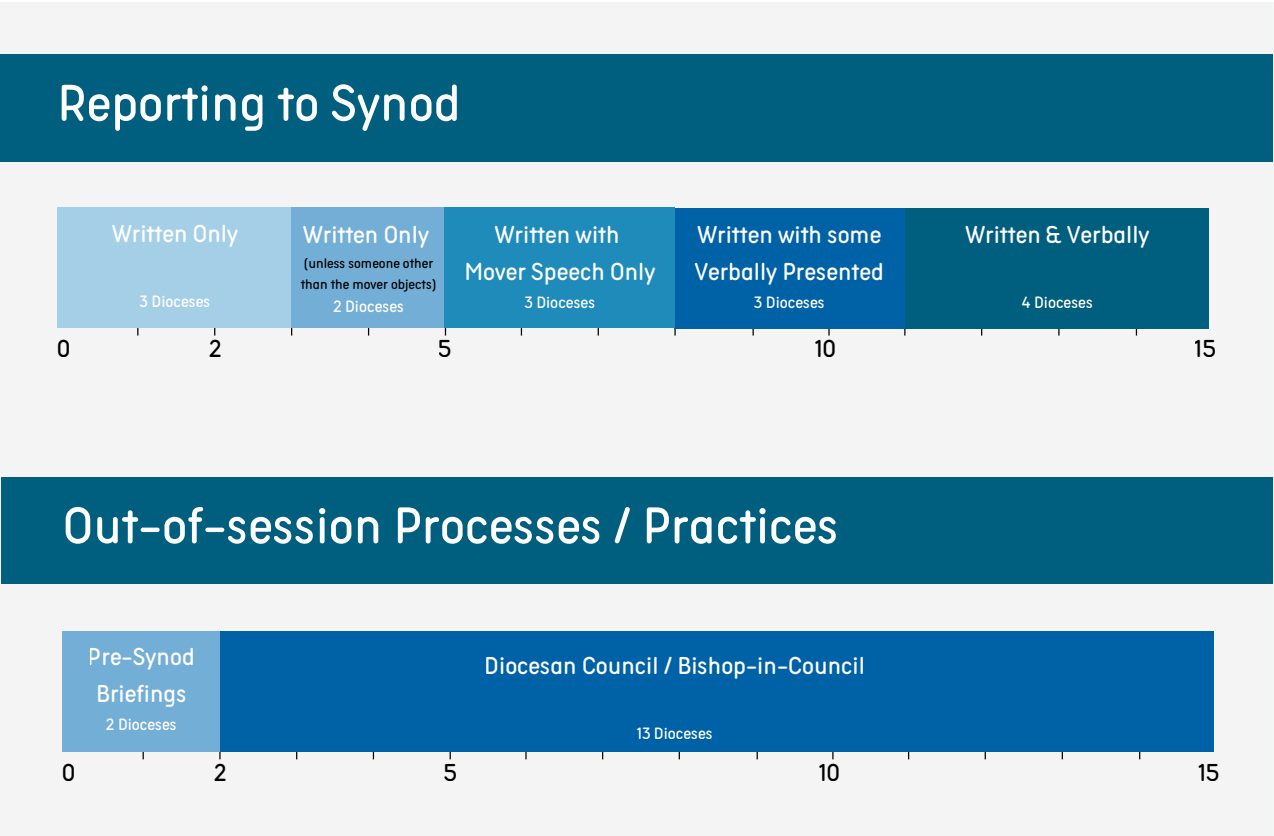 Reporting to Synod
Written Only
3 Dioceses
Written Only
(unless someone other
than the mover objects)
2 Dioceses
Written with
Mover Speech Only
3 Dioceses
Written with some
Verbally Presented
3 Dioceses
Written & Verbally
4 Dioceses
0 2 5 10 15
Out-of-session Processes / Practices
Pre-Synod
Briefings
2 Dioceses
Diocesan Council / Bishop-in-Council
13 Dioceses
0 2 5 10 15